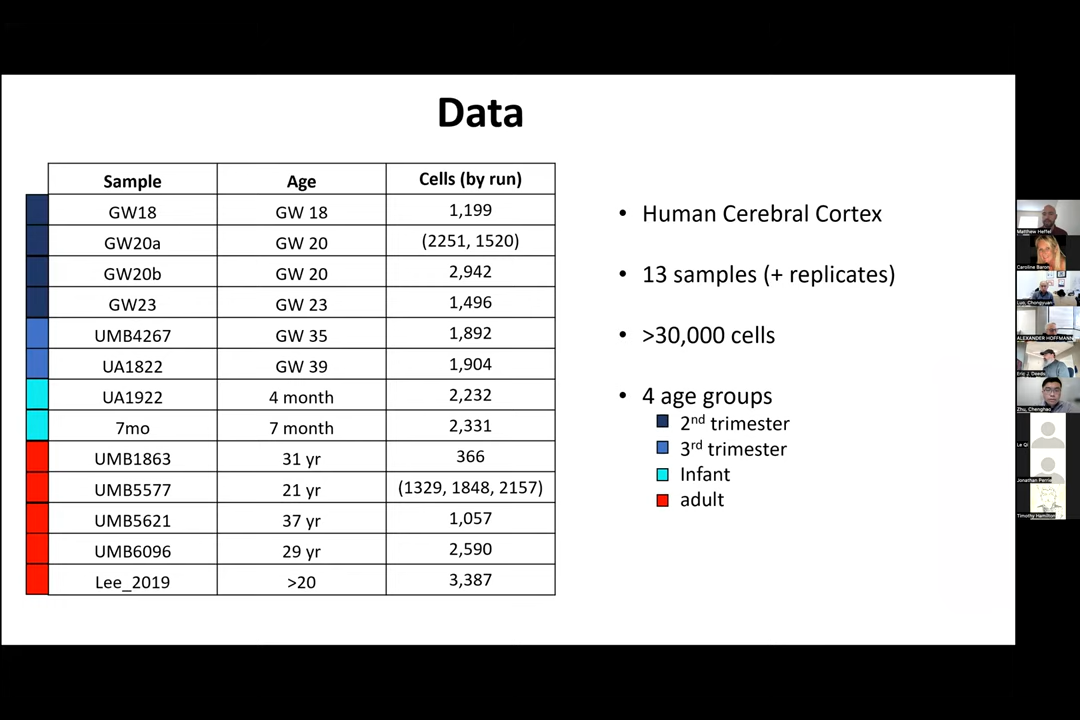 Data
Sample Age Cells (by run)
GW18 GW 18 1,199
GW20a GW 20 (2251, 1520)
GW20b GW 20 2,942
GW23 GW 23 1,496
UMB4267 GW 35 1,892
UA1822 GW 39 1,904
UA1922 4 month 2,232
7mo 7 month 2,331
UMB1863 31 yr 366
UMB5577 21 yr (1329, 1848, 2157)
UMB5621 37 yr 1,057
UMB6096 29 yr 2,590
Lee_2019 >20 3,387
• Human Cerebral Cortex
• 13 samples (+ replicates)
• >30,000 cells
• 4 age groups
2nd trimester
3rd trimester
Infant
adult
Matthew Heffel
Caroline Baron
Luo, Chongyuan
ALEXANDER HOFFMANN
Eric J. Deeds
Zhu, Chenghao
Le Qi
Jonathan Perrie
Timothy Hamilton